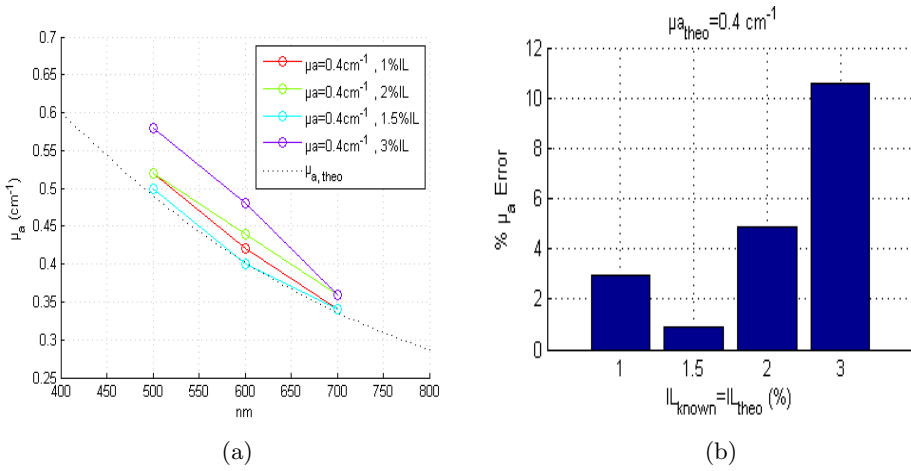 0.7
0.65
0.6
0.55
0.5
0.45
0.4
0.35
0.3
0.25
400 450 500 550 600 650 700 750 800
nm
μa (cm-1)
μa=0.4cm-1 , 1%IL
μa=0.4cm-1 , 2%IL
μa=0.4cm-1 , 1.5%IL
μa=0.4cm-1 , 3%IL
μa,theo
(a)
μatheo=0.4 cm-1
12
10
8
6
4
2
0
% μa Error
1 1.5 2 3
ILknown=ILtheo (%)
(b)